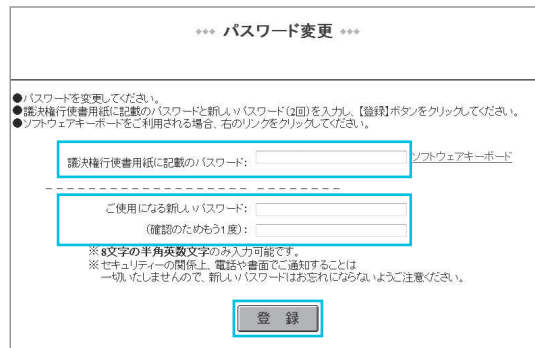 *** パスワード変更 ***
●パスワードを変更してください。
●議決権行使書用紙に記載のパスワードと新しいパスワード(2回)を入力し、【登録】ボタンをクリックしてください。
●ソフトウェアキーボードをご利用される場合、右のリンクをクリックしてください。
議決権行使書用紙に記載のパスワード: ソフトウェアキーボード
ご使用になる新しいパスワード:
(確認のためもう1度):
※8文字の半角英数文字のみ入力可能です。
※セキュリティーの関係上、電話や書面でご通知することは
一切いたしませんので、新しいパスワードはお忘れにならないようご注意ください。
登 録